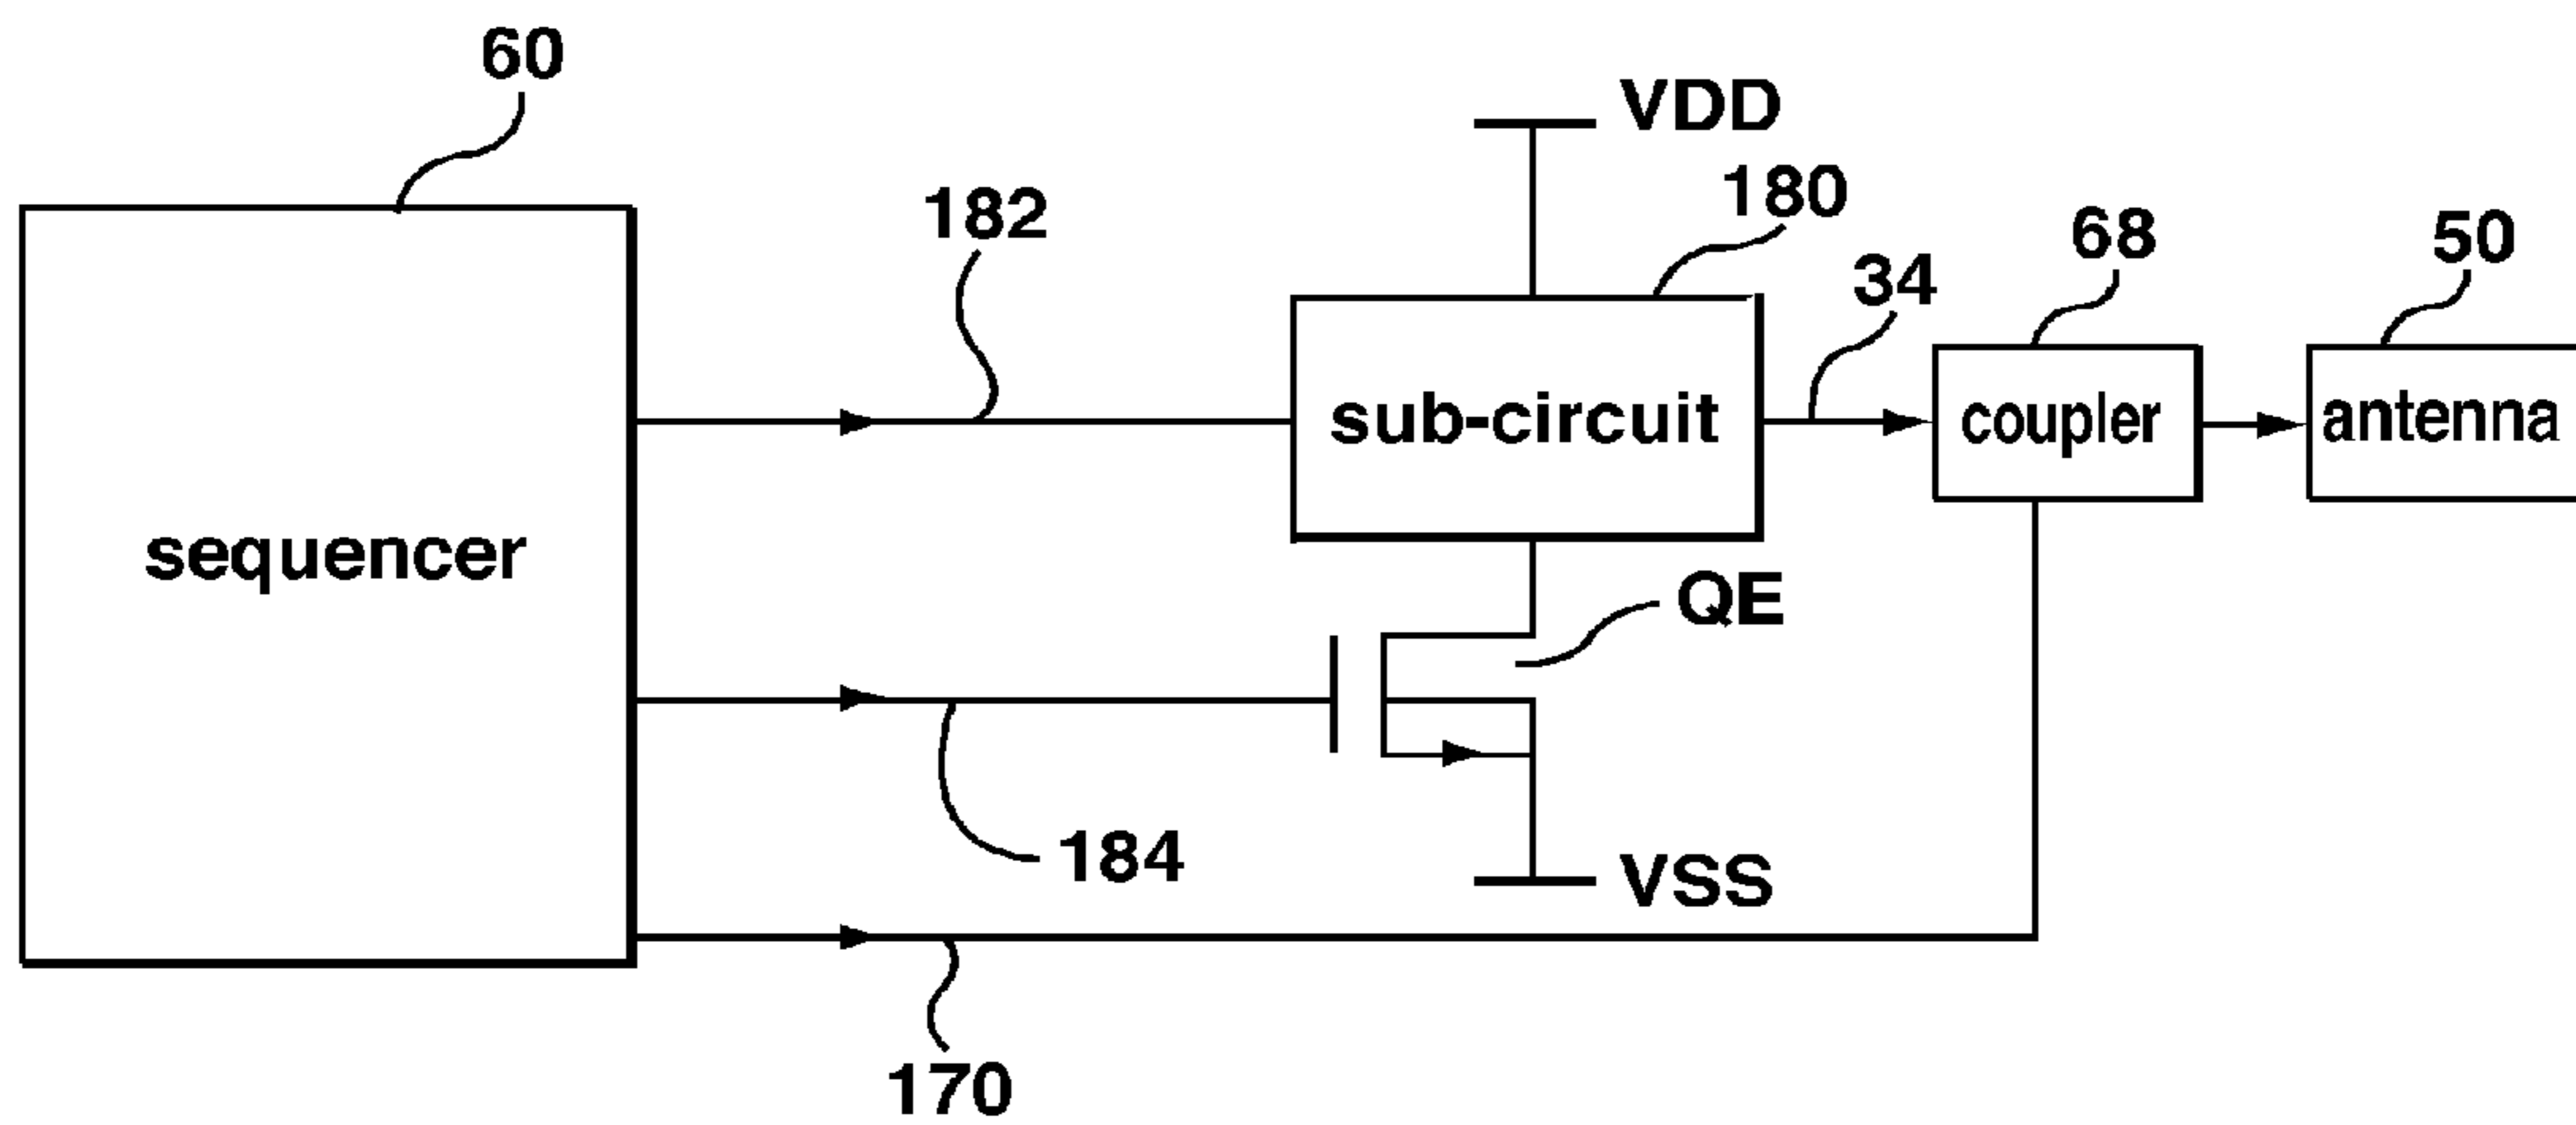 60
VDD
180
182
68
50
34
sub-circuit
coupler
antenna
sequencer
QE
184
VSS
170